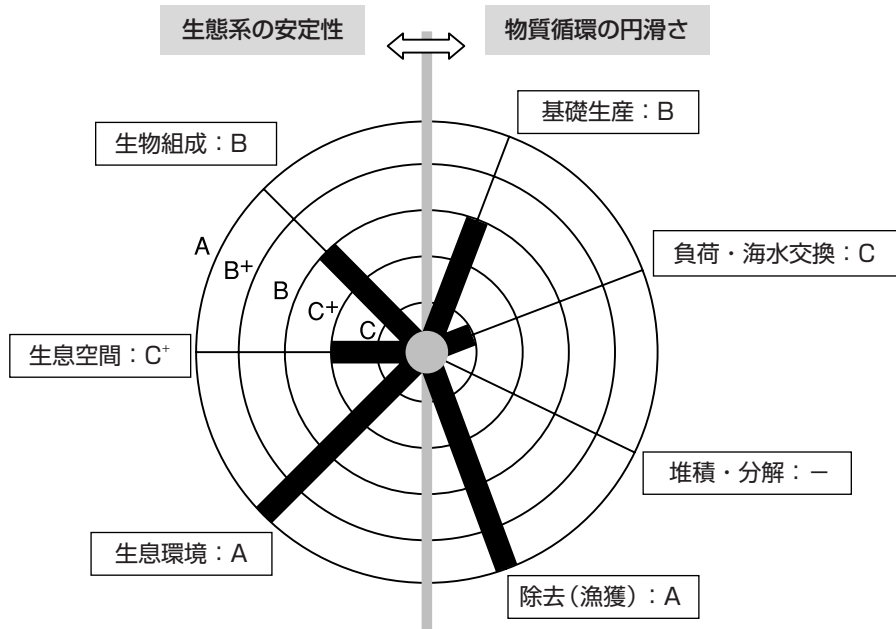 生態系の安定性
物質循環の円滑さ
基礎生産：B
生物組成：B
負荷・海水交換：C
A
B+
B
C+
C
生息空間：C+
堆積・分解：－
生息環境：A
除去（漁獲）：A